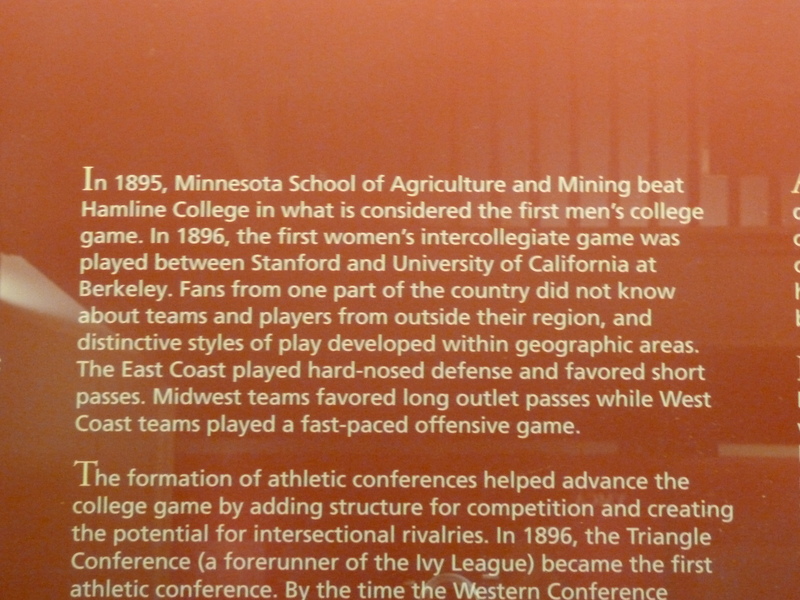 In 1895, Minnesota School of Agriculture and Mining beat
Hamline College in what is considered the first men's college
game. In 1896, the first women's intercollegiate game was
played between Stanford and University of California at
Berkeley. Fans from one part of the country did not know
about teams and players from outside their region, and
distinctive styles of play developed within geographic areas.
The East Coast played hard-nosed defense and favored short
passes. Midwest teams favored long outlet passes while West
Coast teams played a fast-paced offensive game.
The formation of athletic conferences helped advance the
college game by adding structure for competition and creating
the potential for intersectional rivalries. In 1896, the Triangle
Conference (a forerunner of the Ivy League) became the first
athletic conference. By the time the Western Conference